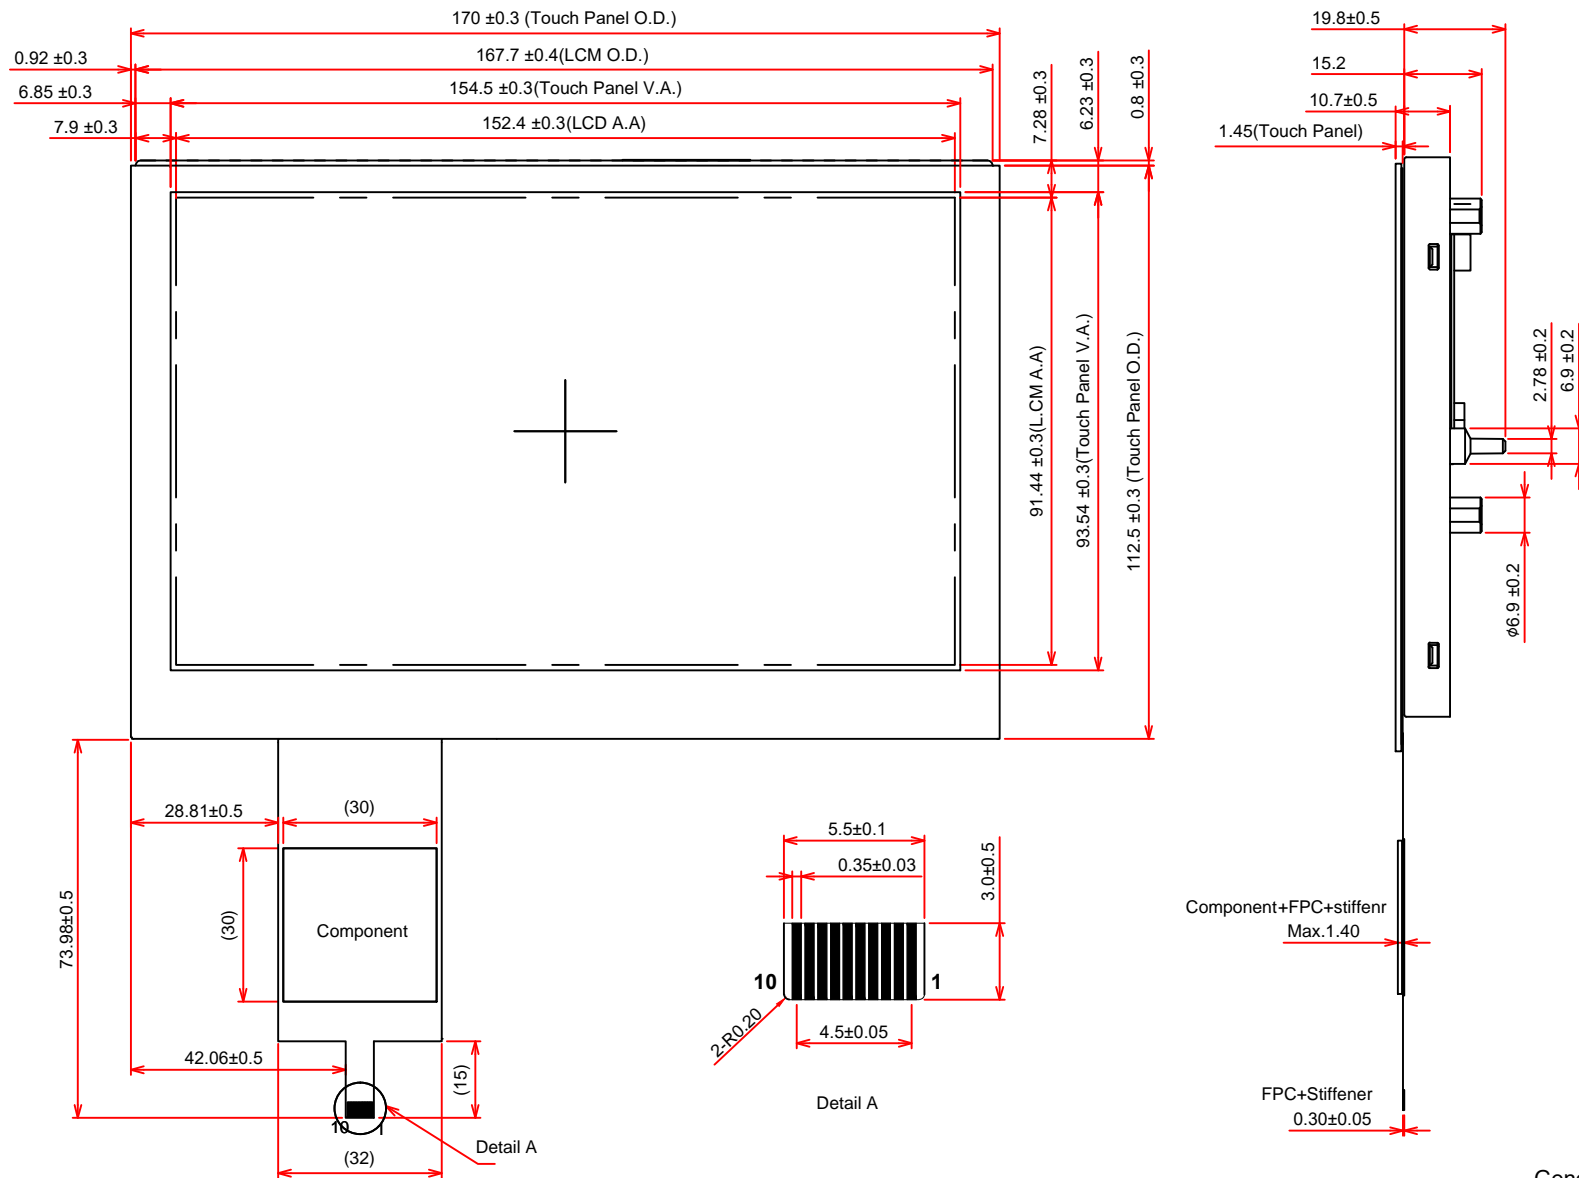 170 ±0.3 (Touch Panel O.D.)
19.8±0.5
0.92 ±0.3
167.7 ±0.4(LCM O.D.)
15.2
6.85 ±0.3
154.5 ±0.3(Touch Panel V.A.)
10.7±0.5
7.9 ±0.3
152.4 ±0.3(LCD A.A)
7.28 ±0.3
6.23 ±0.3
0.8 ±0.3
1.45(Touch Panel)
91.44 ±0.3(L.CM A.A)
93.54 ±0.3(Touch Panel V.A.)
112.5 ±0.3 (Touch Panel O.D.)
2.78 ±0.2
6.9 ±0.2
ϕ6.9 ±0.2
28.81±0.5
(30)
5.5±0.1
0.35±0.03
3.0±0.5
73.98±0.5
(30)
Component
Component+FPC+stiffenr
Max.1.40
10
1
2-R0.20
4.5±0.05
42.06±0.5
(15)
Detail A
FPC+Stiffener
0.30±0.05
10
1
Detail A
(32)